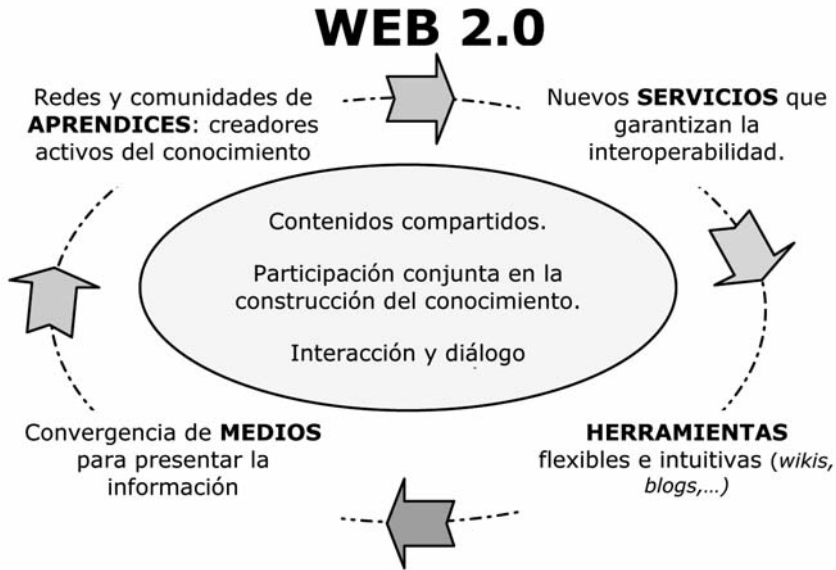 WEB 2.0
Redes y comunidades de
APRENDICES: creadores
activos del conocimiento
Nuevos SERVICIOS que
garantizan la
interoperabilidad.
Contenidos compartidos.
Participación conjunta en la
construcción del conocimiento.
Interacción y diálogo
Convergencia de MEDIOS
para presentar la
información
HERRAMIENTAS
flexibles e intuitivas (wikis,
blogs,...)